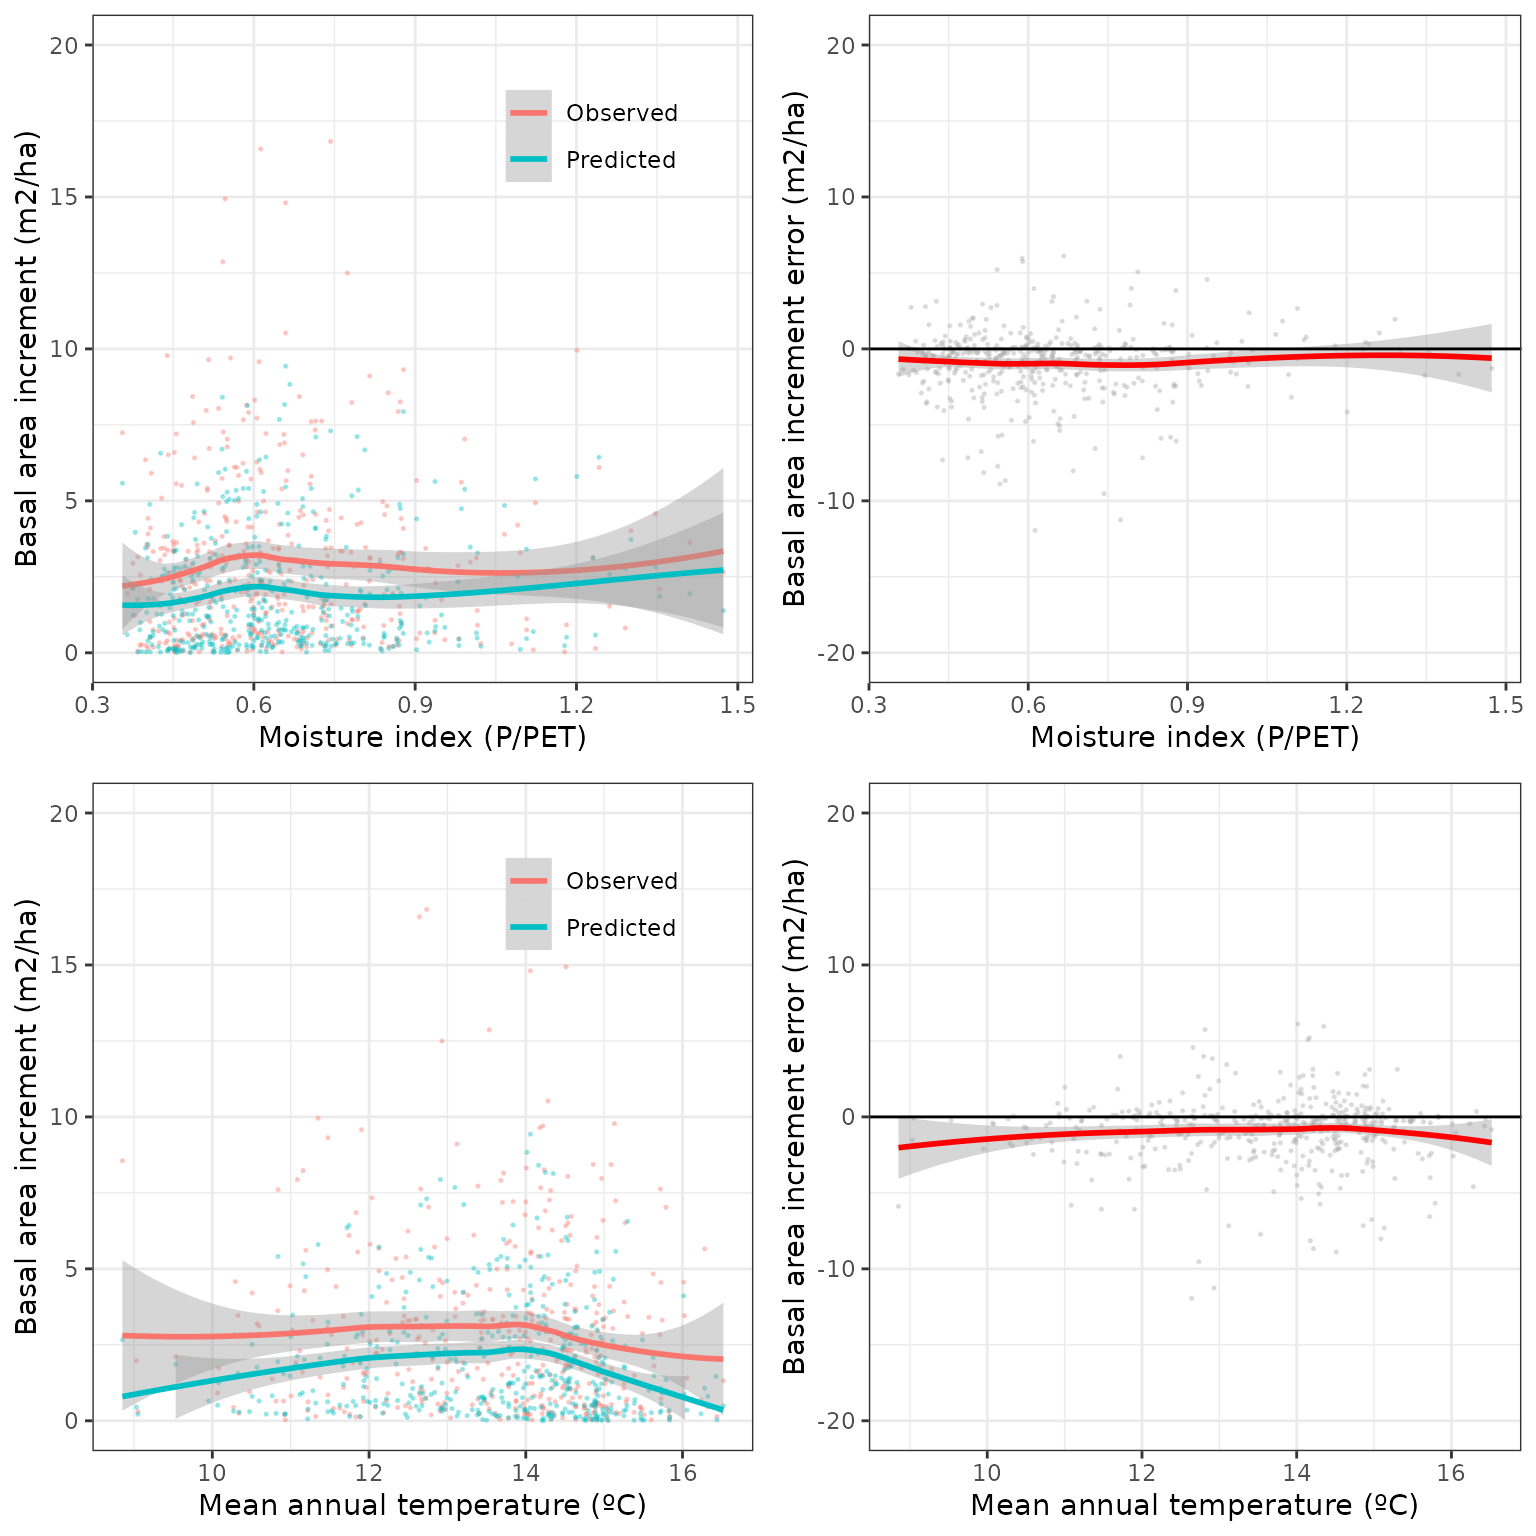 20
15
10
5
0
Basal area increment (m2/ha)
Observed
Predicted
0.3 0.6 0.9 1.2 1.5
Moisture index (P/PET)
20
10
0
-10
-20
Basal area increment error (m2/ha)
0.3 0.6 0.9 1.2 1.5
Moisture index (P/PET)
20
15
10
5
0
Basal area increment (m2/ha)
Observed
Predicted
10 12 14 16
Mean annual temperature (ºC)
20
10
0
-10
-20
Basal area increment error (m2/ha)
10 12 14 16
Mean annual temperature (ºC)